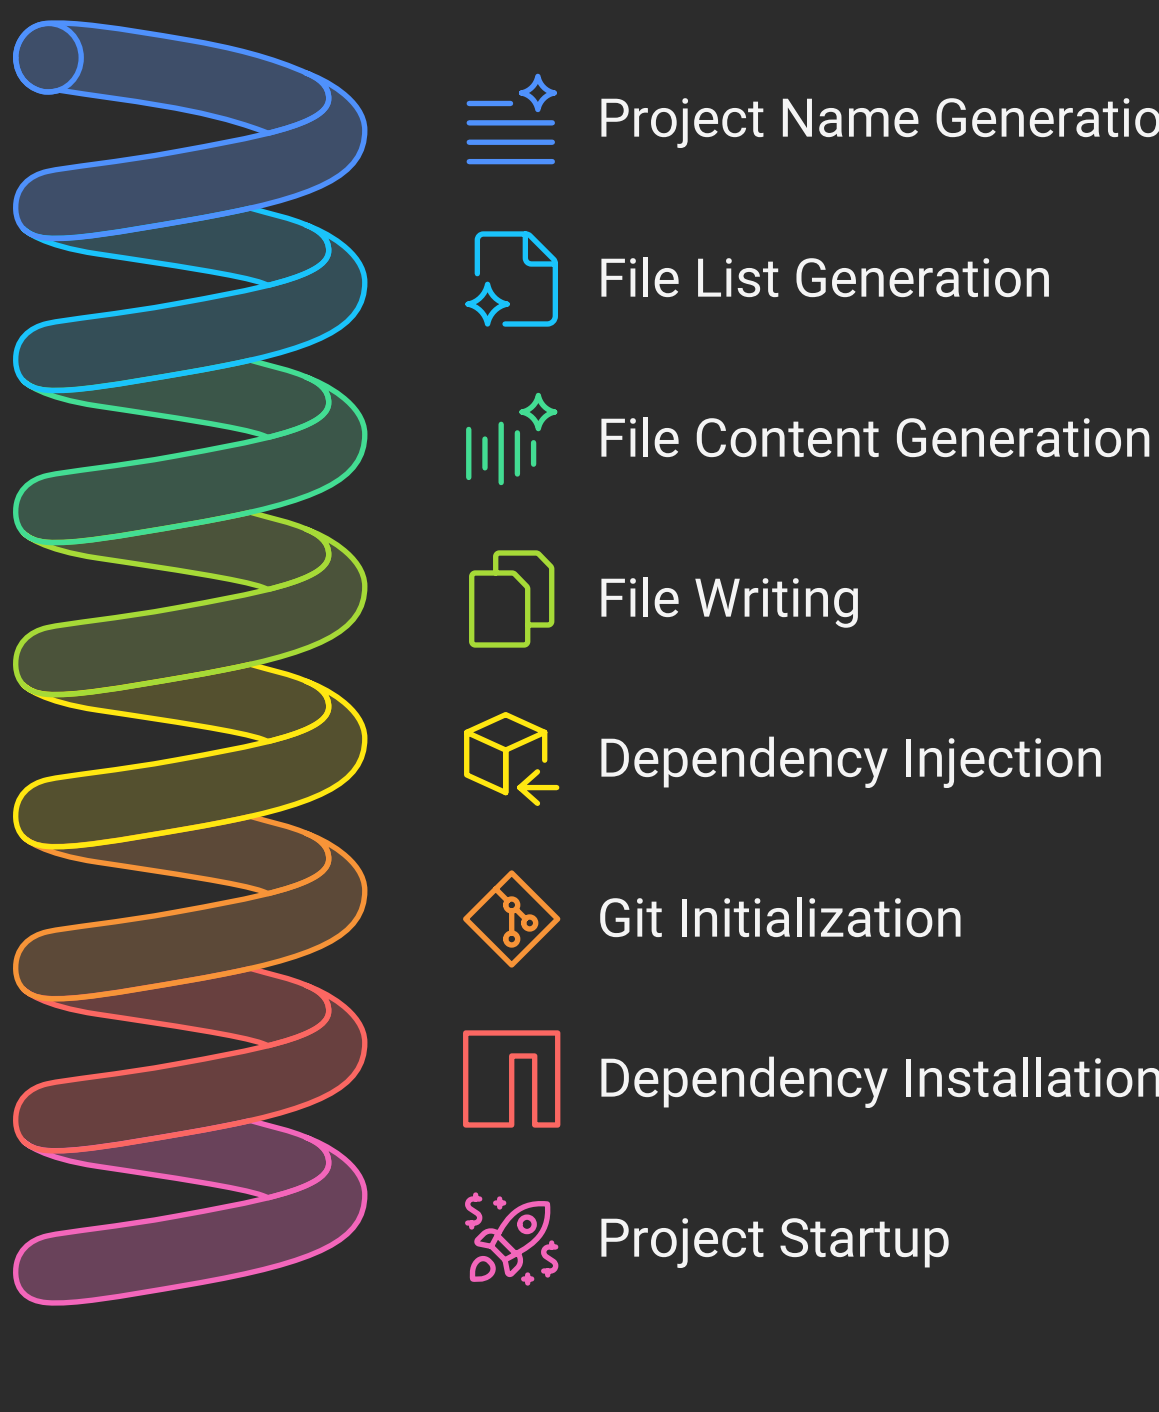 Project Name Generatio
File List Generation
File Content Generation
File Writing
Dependency Injection
Git Initialization
Dependency Installation
Project Startup